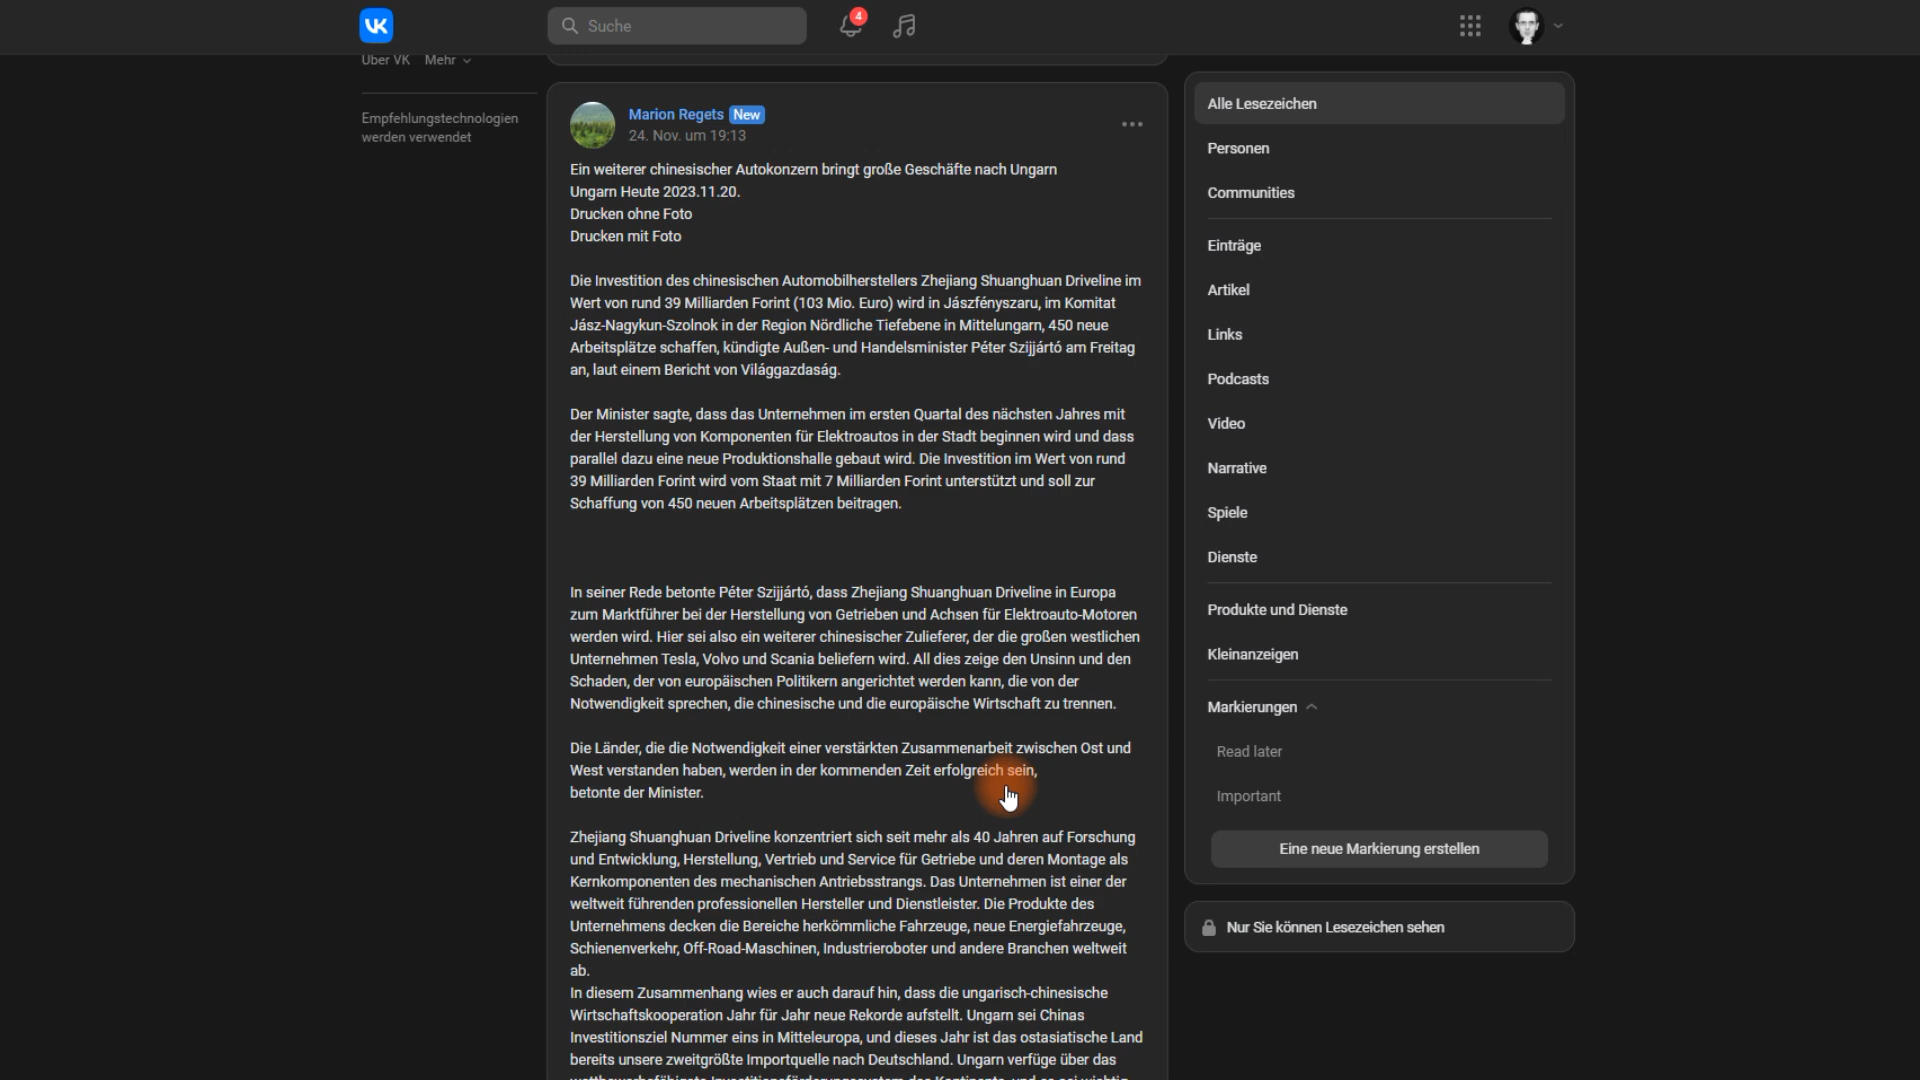 VK
Suche
4
Über VK Mehr
Empfehlungstechnologien
werden verwendet
Marion Regets New
24. Nov. um 19:13
Ein weiterer chinesischer Autokonzern bringt große Geschäfte nach Ungarn
Ungarn Heute 2023.11.20.
Drucken ohne Foto
Drucken mit Foto
Die Investition des chinesischen Automobilherstellers Zhejiang Shuanghuan Driveline im
Wert von rund 39 Milliarden Forint (103 Mio. Euro) wird in Jászfényszaru, im Komitat
Jász-Nagykun-Szolnok in der Region Nördliche Tiefebene in Mittelungarn, 450 neue
Arbeitsplätze schaffen, kündigte Außen- und Handelsminister Péter Szijjártó am Freitag
an, laut einem Bericht von Világgazdaság.
Der Minister sagte, dass das Unternehmen im ersten Quartal des nächsten Jahres mit
der Herstellung von Komponenten für Elektroautos in der Stadt beginnen wird und dass
parallel dazu eine neue Produktionshalle gebaut wird. Die Investition im Wert von rund
39 Milliarden Forint wird vom Staat mit 7 Milliarden Forint unterstützt und soll zur
Schaffung von 450 neuen Arbeitsplätzen beitragen.
In seiner Rede betonte Péter Szijjártó, dass Zhejiang Shuanghuan Driveline in Europa
zum Marktführer bei der Herstellung von Getrieben und Achsen für Elektroauto-Motoren
werden wird. Hier sei also ein weiterer chinesischer Zulieferer, der die großen westlichen
Unternehmen Tesla, Volvo und Scania beliefern wird. All dies zeige den Unsinn und den
Schaden, der von europäischen Politikern angerichtet werden kann, die von der
Notwendigkeit sprechen, die chinesische und die europäische Wirtschaft zu trennen.
Die Länder, die die Notwendigkeit einer verstärkten Zusammenarbeit zwischen Ost und
West verstanden haben, werden in der kommenden Zeit erfolgreich sein,
betonte der Minister.
Zhejiang Shuanghuan Driveline konzentriert sich seit mehr als 40 Jahren auf Forschung
und Entwicklung, Herstellung, Vertrieb und Service für Getriebe und deren Montage als
Kernkomponenten des mechanischen Antriebsstrangs. Das Unternehmen ist einer der
weltweit führenden professionellen Hersteller und Dienstleister. Die Produkte des
Unternehmens decken die Bereiche herkömmliche Fahrzeuge, neue Energiefahrzeuge,
Schienenverkehr, Off-Road-Maschinen, Industrieroboter und andere Branchen weltweit
ab.
In diesem Zusammenhang wies er auch darauf hin, dass die ungarisch-chinesische
Wirtschaftskooperation Jahr für Jahr neue Rekorde aufstellt. Ungarn sei Chinas
Investitionsziel Nummer eins in Mitteleuropa, und dieses Jahr ist das ostasiatische Land
bereits unsere zweitgrößte Importquelle nach Deutschland. Ungarn verfüge über das
Alle Lesezeichen
Personen
Communities
Einträge
Artikel
Links
Podcasts
Video
Narrative
Spiele
Dienste
Produkte und Dienste
Kleinanzeigen
Markierungen
Read later
Important
Eine neue Markierung erstellen
Nur Sie können Lesezeichen sehen